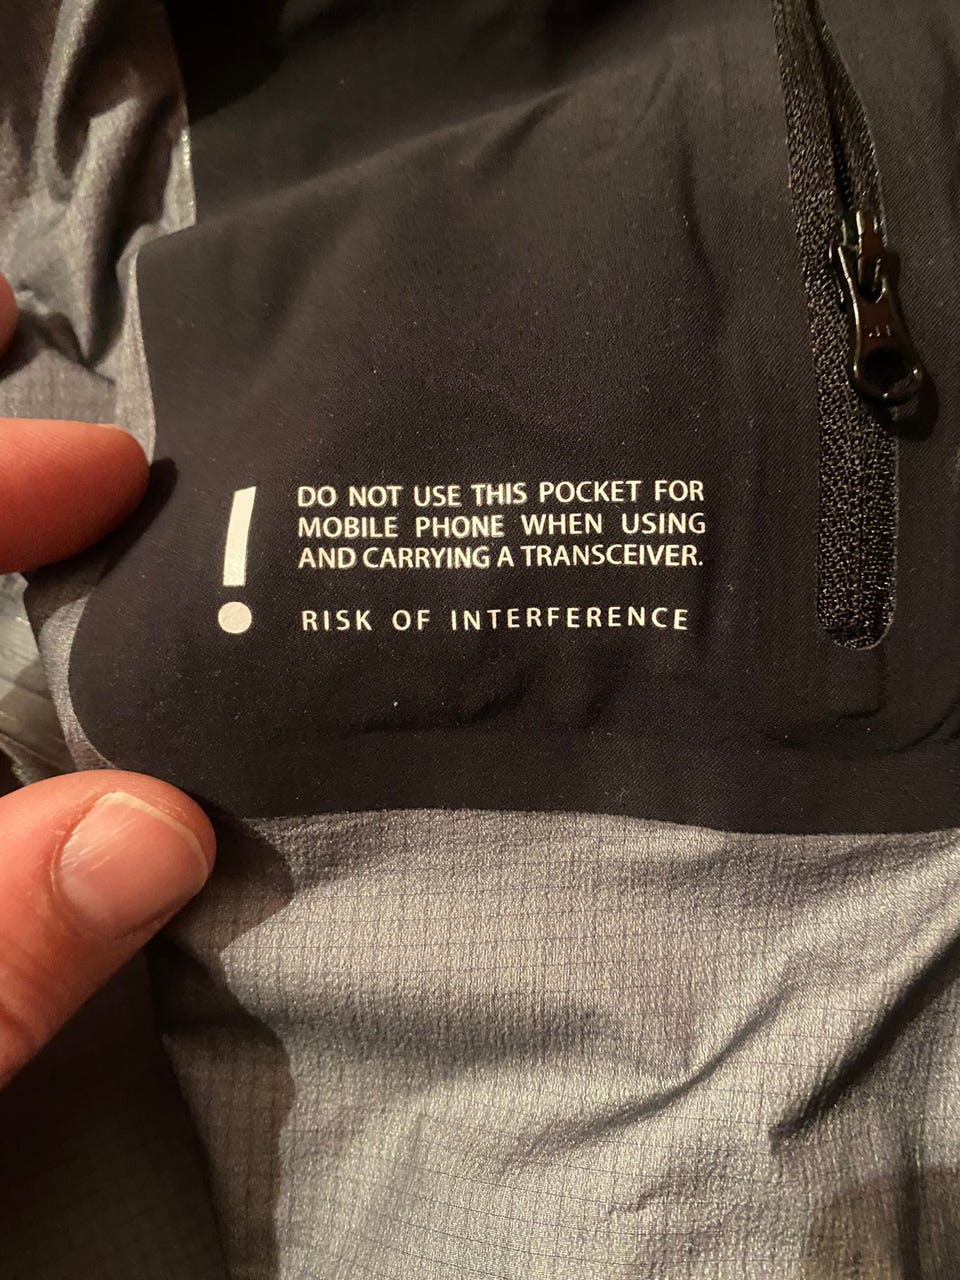 DO NOT USE THIS POCKET FOR
MOBILE PHONE WHEN USING
AND CARRYING A TRANSCEIVER.
RISK OF INTERFERENCE